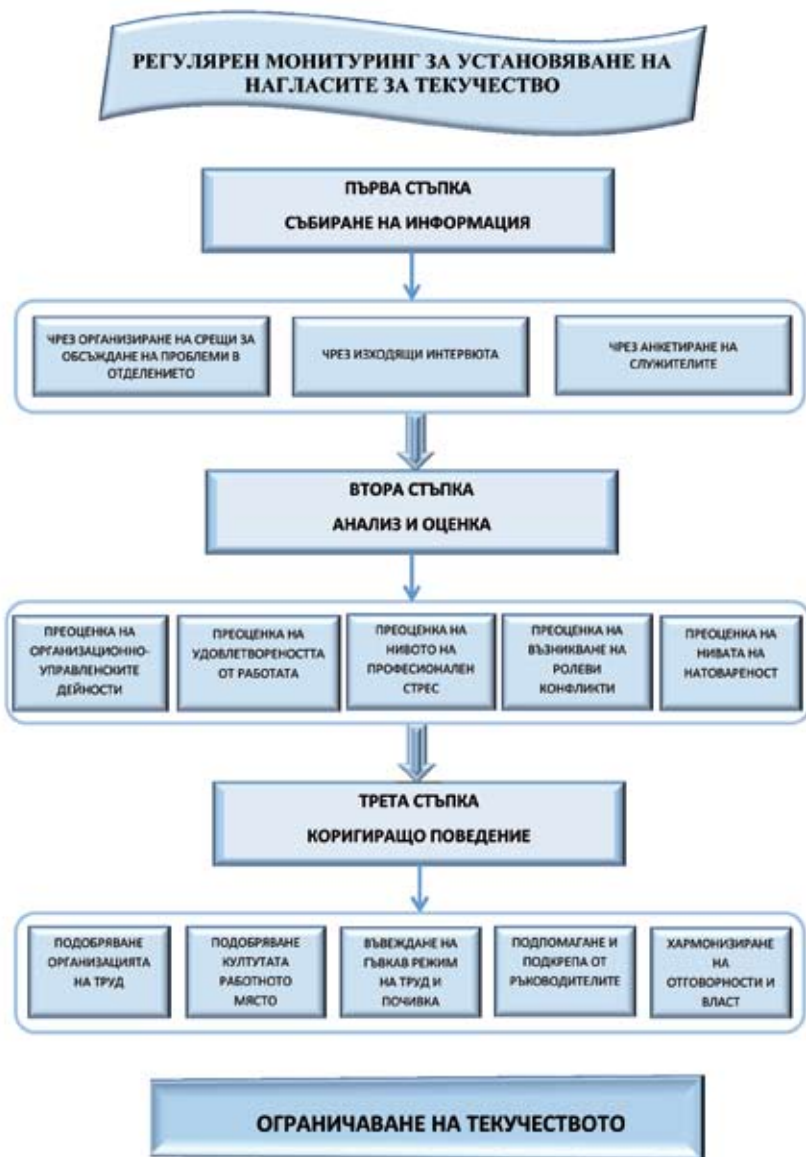 РЕГУЛЯРЕН МОНИТУРИНГ ЗА УСТАНОВЯВАНЕ НА
НАГЛАСИТЕ ЗА ТЕКУЧЕСТВО
ПЪРВА СТЪПКА
СЪБИРАНЕ НА ИНФОРМАЦИЯ
ЧРЕЗ ОРГАНИЗИРАНЕ НА СРЕЩИ ЗА
ОБСЪЖДАНЕ НА ПРОБЛЕМИ В
ОТДЕЛЕНИЕТО
ЧРЕЗ ИЗХОДЯЩИ ИНТЕРВЮТА
ЧРЕЗ АНКЕТИРАНЕ НА
СЛУЖИТЕЛИТЕ
ВТОРА СТЪПКА
АНАЛИЗ И ОЦЕНКА
ПРЕОЦЕНКА НА
ОРГАНИЗАЦИОННО-
УПРАВЛЕНСКИТЕ
ДЕЙНОСТИ
ПРЕОЦЕНКА НА
УДОВЛЕТВОРЕНОСТТА
ОТ РАБОТАТА
ПРЕОЦЕНКА НА
НИВОТО НА
ПРОФЕСИОНАЛЕН
СТРЕС
ПРЕОЦЕНКА НА
ВЪЗНИКВАНЕ НА
РОЛЕВИ
КОНФЛИКТИ
ПРЕОЦЕНКА НА
НИВАТА НА
НАТОВАРЕНОСТ
ТРЕТА СТЪПКА
КОРИГИРАЩО ПОВЕДЕНИЕ
ПОДОБРЯВАНЕ
ОРГАНИЗАЦИЯТА
НА ТРУД
ПОДОБРЯВАНЕ
КУЛТУТАТА
РАБОТНОТО
МЯСТО
ВЪВЕЖДАНЕ НА
ГЪВКАВ РЕЖИМ
НА ТРУД И
ПОЧИВКА
ПОДПОМАГАНЕ И
ПОДКРЕПА ОТ
РЪКОВОДИТЕЛИТЕ
ХАРМОНИЗИРАНЕ
НА
ОТГОВОРНОСТИ И
ВЛАСТ
ОГРАНИЧАВАНЕ НА ТЕКУЧЕСТВОТО